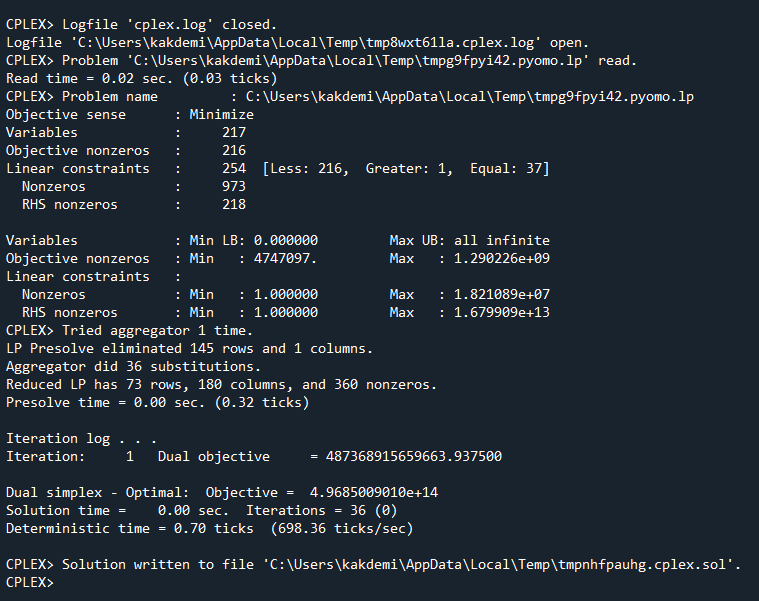 CPLEX> Logfile 'cplex.log' closed.
Logfile 'C:\Users\kakdemi\AppData\Local\Temp\tmp8wxt61la.cplex.log' open.
CPLEX> Problem 'C:\Users\kakdemi\AppData\Local\Temp\tmpg9fpyi42.pyomo.lp' read.
Read time = 0.02 sec. (0.03 ticks)
CPLEX> Problem name         : C:\Users\kakdemi\AppData\Local\Temp\tmpg9fpyi42.pyomo.lp
Objective sense      : Minimize
Variables            :     217
Objective nonzeros   :     216
Linear constraints   :     254  [Less: 216,  Greater: 1,  Equal: 37]
  Nonzeros           :     973
  RHS nonzeros       :     218

Variables            : Min LB: 0.000000         Max UB: all infinite
Objective nonzeros   : Min   : 4747097.         Max   : 1.290226e+09
Linear constraints   :
  Nonzeros           : Min   : 1.000000         Max   : 1.821089e+07
  RHS nonzeros       : Min   : 1.000000         Max   : 1.679909e+13
CPLEX> Tried aggregator 1 time.
LP Presolve eliminated 145 rows and 1 columns.
Aggregator did 36 substitutions.
Reduced LP has 73 rows, 180 columns, and 360 nonzeros.
Presolve time = 0.00 sec. (0.32 ticks)

Iteration log . . .
Iteration:     1   Dual objective     = 487368915659663.937500

Dual simplex - Optimal:  Objective =  4.9685009010e+14
Solution time =    0.00 sec.  Iterations = 36 (0)
Deterministic time = 0.70 ticks  (698.36 ticks/sec)

CPLEX> Solution written to file 'C:\Users\kakdemi\AppData\Local\Temp\tmpnhfpauhg.cplex.sol'.
CPLEX>